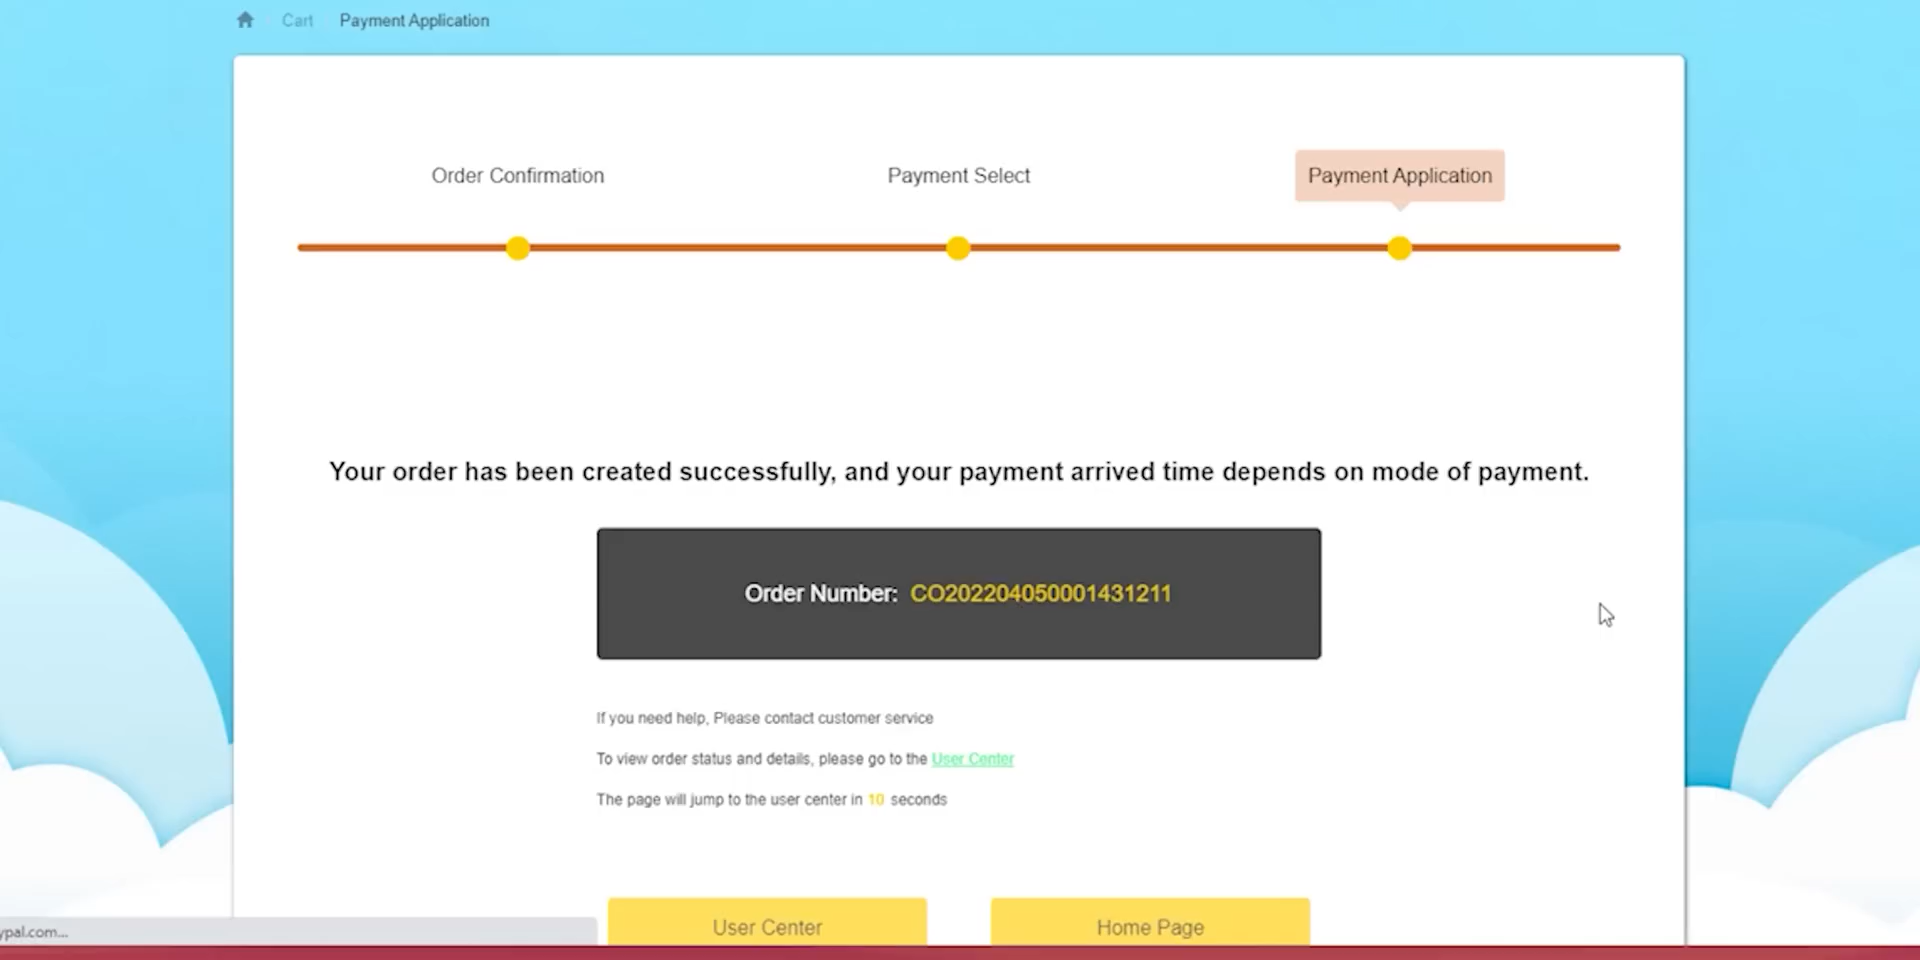 Cart Payment Application
Order Confirmation
Payment Select
Payment Application
Your order has been created successfully, and your payment arrived time depends on mode of payment.
Order Number: CO202204050001431211
If you need help, Please contact customer service
To view order status and details, please go to the User Center
The page will jump to the user center in 10 seconds
User Center
Home Page
ypal.com...